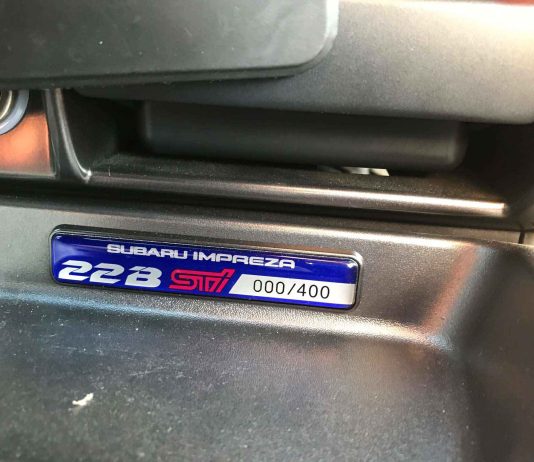 SUBARU IMPREZA
22B STi 000/400